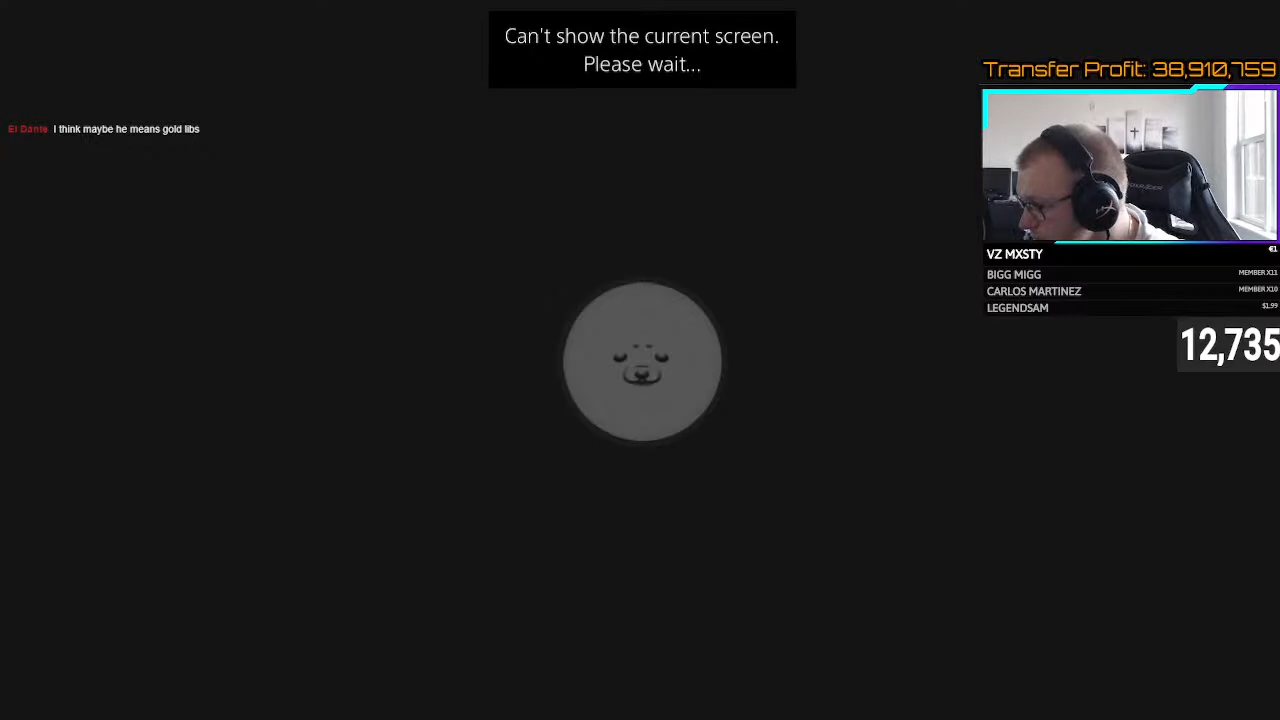 Can't show the current screen.
Please wait...
Transfer Profit: 38,910,759
El Dante I think maybe he means gold libs
VZ MXSTY €1
BIGG MIGG MEMBER X11
CARLOS MARTINEZ MEMBER X10
LEGENDSAM $1.99
12,735